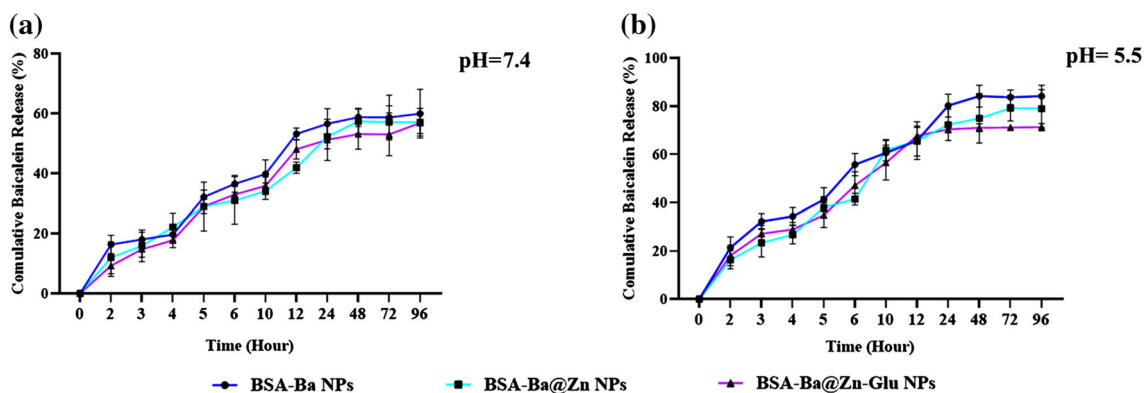 (a)
pH=7.4
Comulative Baicalein Release (%)
80
60
40
20
0
0 2 3 4 5 6 10 12 24 48 72 96
Time (Hour)
(b)
pH= 5.5
Comulative Baicalein Release (%)
100
80
60
40
20
0
0 2 3 4 5 6 10 12 24 48 72 96
Time (Hour)
BSA-Ba NPs BSA-Ba@Zn NPs BSA-Ba@Zn-Glu NPs